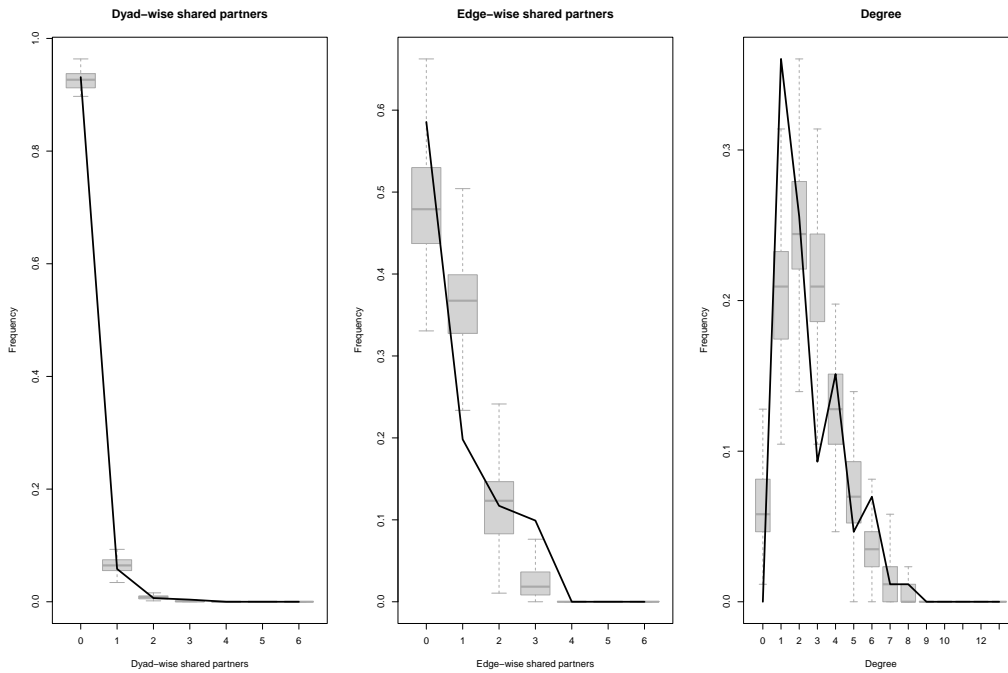 Dyad−wise shared partners
Frequency
0.0
0.2
0.4
0.6
0.8
1.0
0 1 2 3 4 5 6
Dyad−wise shared partners
Edge−wise shared partners
Frequency
0.0
0.1
0.2
0.3
0.4
0.5
0.6
0 1 2 3 4 5 6
Edge−wise shared partners
Degree
Frequency
0.0
0.1
0.2
0.3
0 1 2 3 4 5 6 7 8 9 10 12
Degree